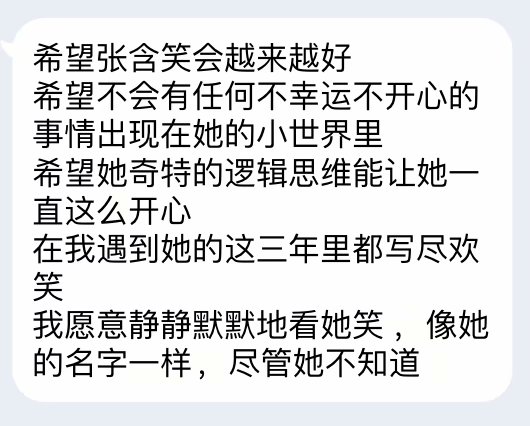 希望张含笑会越来越好
希望不会有任何不幸运不开心的
事情出现在她的小世界里
希望她奇特的逻辑思维能让她一
直这么开心
在我遇到她的这三年里都写尽欢
笑
我愿意静静默默地看她笑 ，像她
的名字一样，尽管她不知道